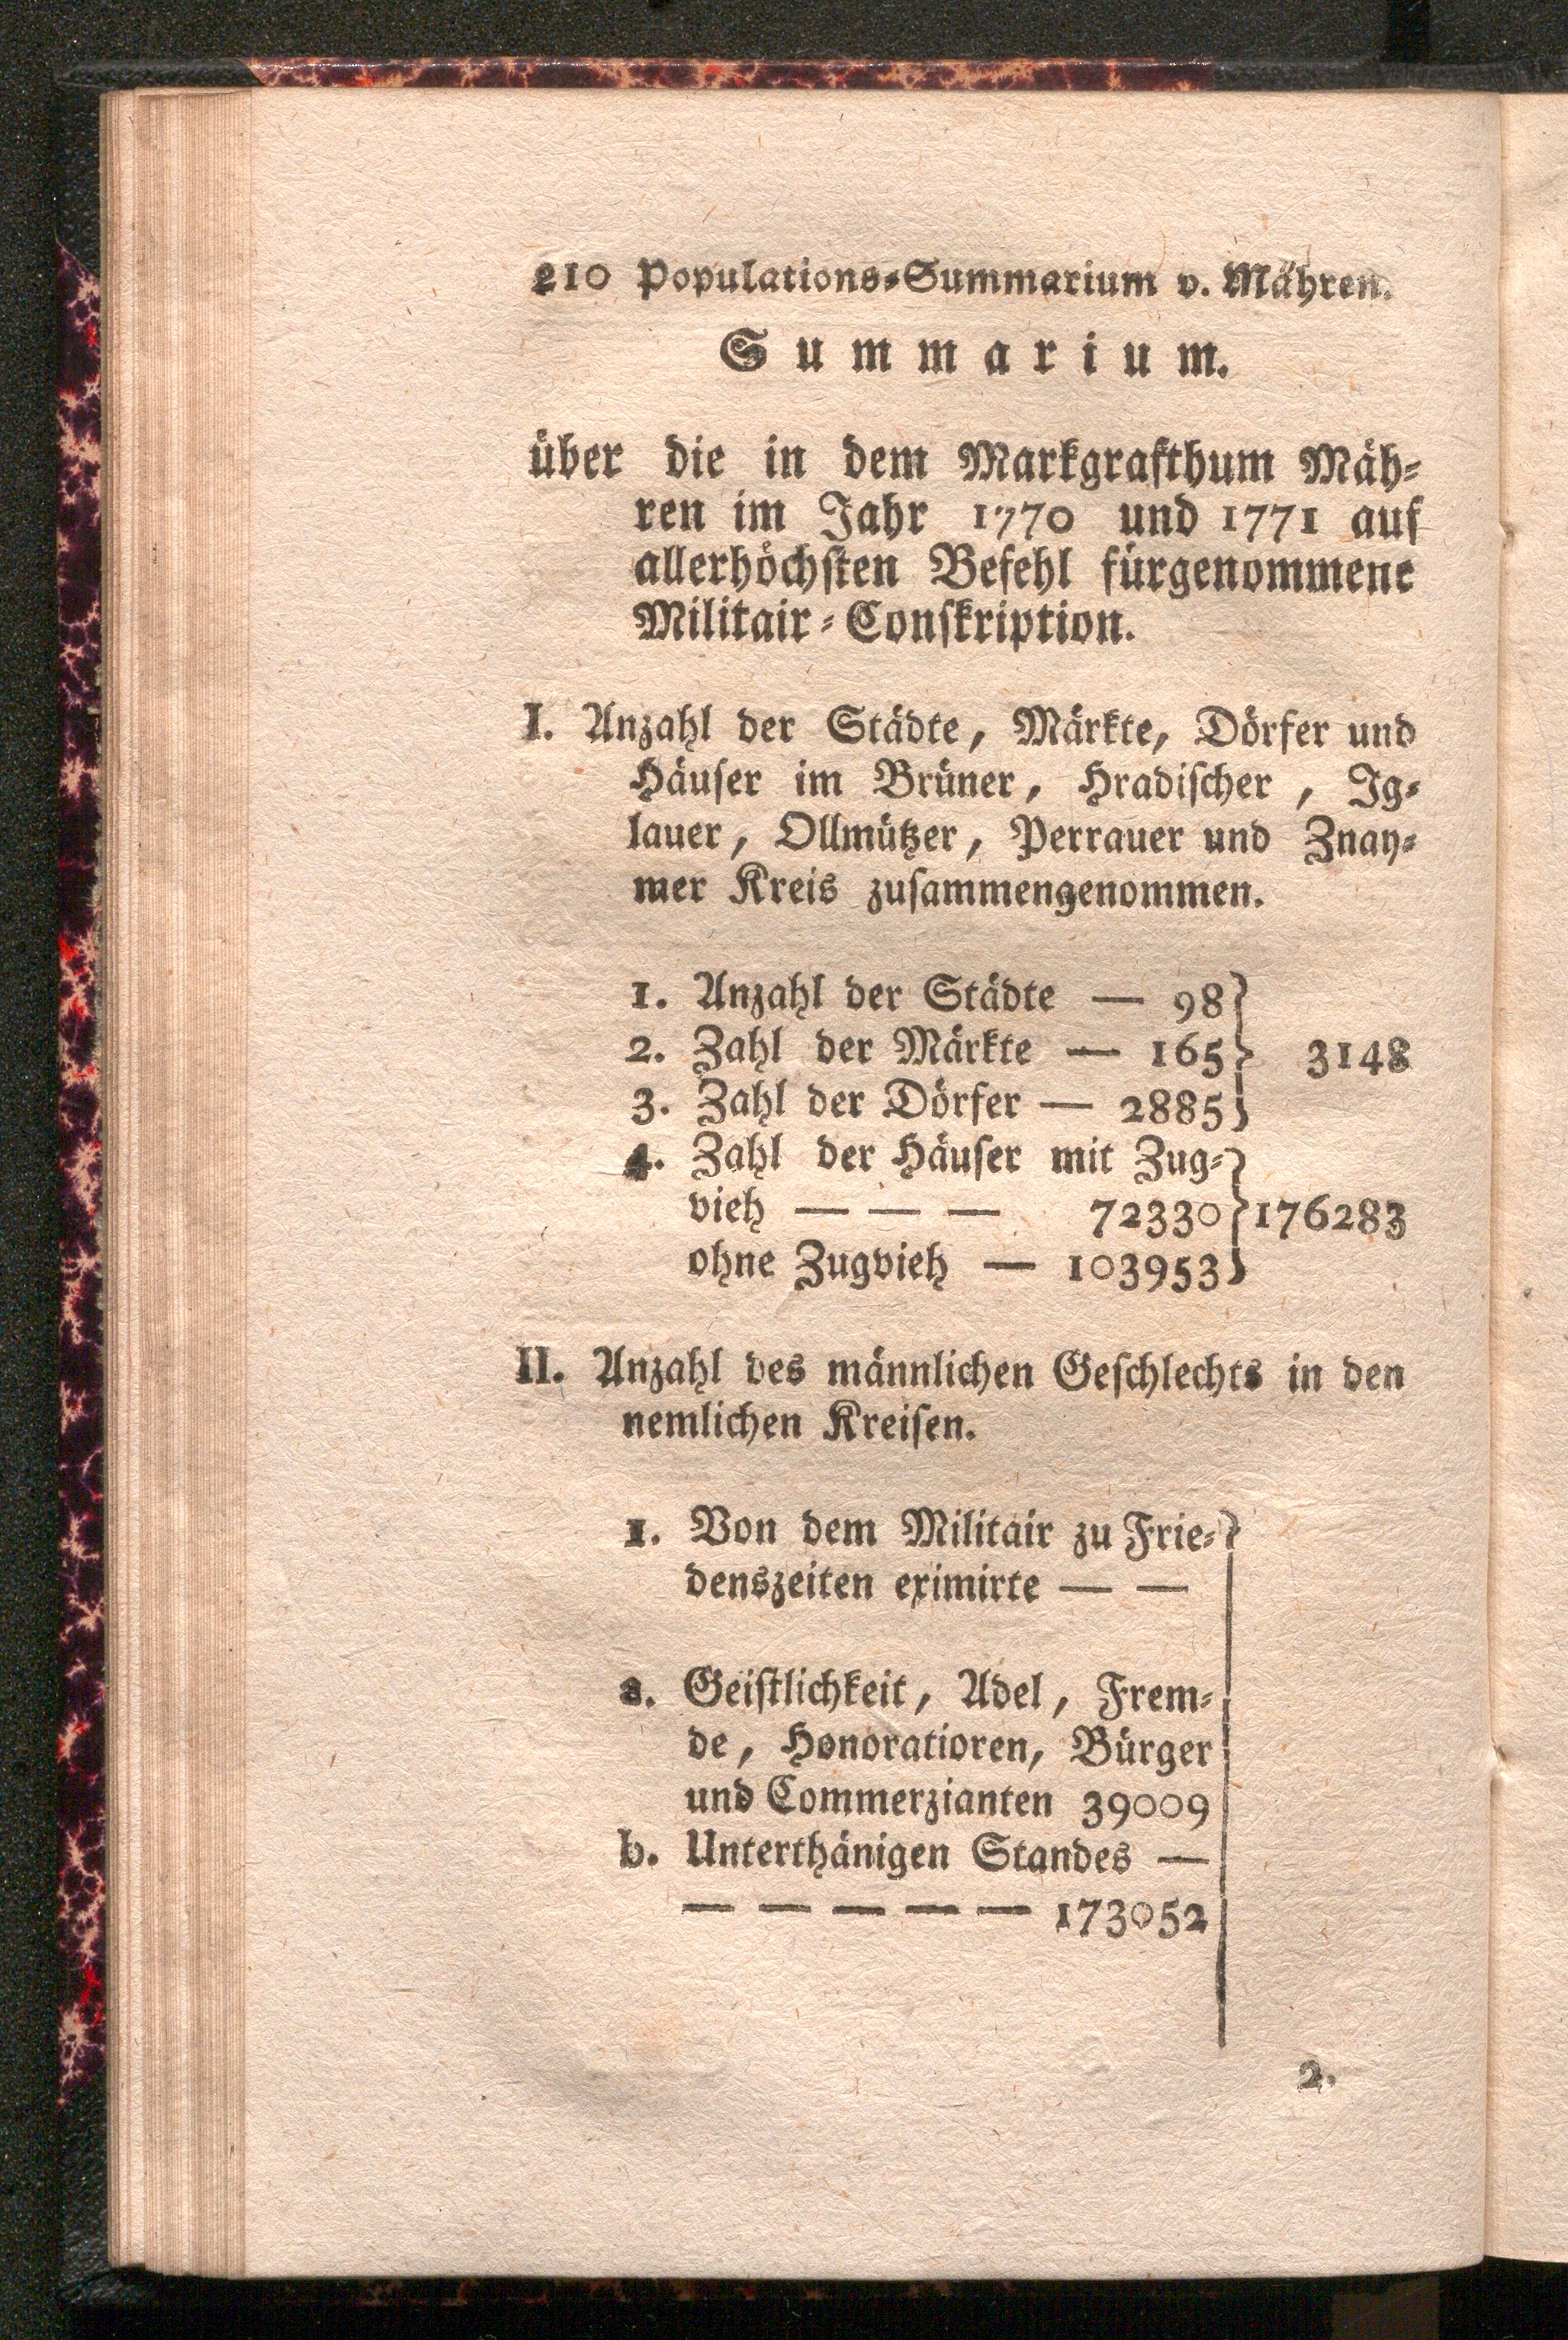 210 Populations-Summarium v. Mähren.
Summarium.
über die in dem Markgrafthum Mäh-
ren im Jahr 1770 und 1771 auf
allerhöchsten Befehl fürgenommene
Militair-Conskription.
I. Anzahl der Städte, Märkte, Dörfer und
Häuser im Brüner, Hradischer, Ig-
lauer, Ollmützer, Perrauer und Znay-
mer Kreis zusammengenommen.
1. Anzahl der Städte — 98
2. Zahl der Märkte — 165 } 3148
3. Zahl der Dörfer — 2885
4. Zahl der Häuser mit Zug-
vieh — — — 72330 } 176283
ohne Zugvieh — 103953
II. Anzahl des männlichen Geschlechts in den
nemlichen Kreisen.
1. Von dem Militair zu Frie-
denszeiten eximirte — —
a. Geistlichkeit, Adel, Frem-
de, Honoratioren, Bürger
und Commerzianten 39009
b. Unterthänigen Standes —
— — — — — 173052
2.